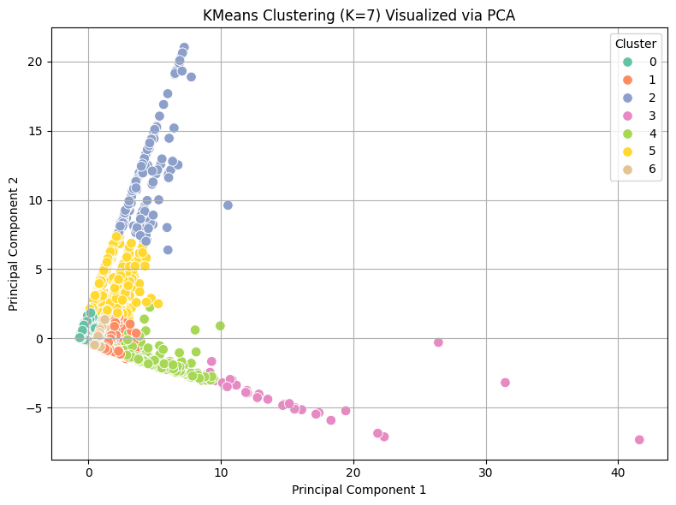 KMeans Clustering (K=7) Visualized via PCA
Cluster
0
1
2
3
4
5
6
20
15
10
5
0
−5
Principal Component 2
0 10 20 30 40
Principal Component 1